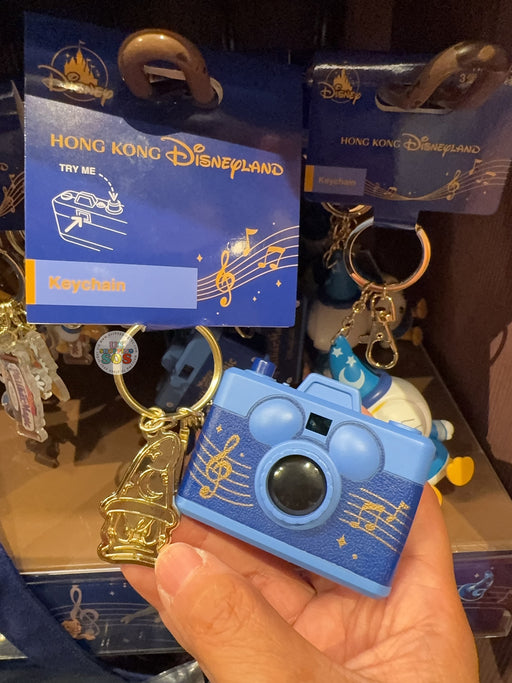 Disney
HONG KONG DISNEYLAND
TRY ME
Keychain
Disney
HONG KONG DISNEYLAND
Keychain